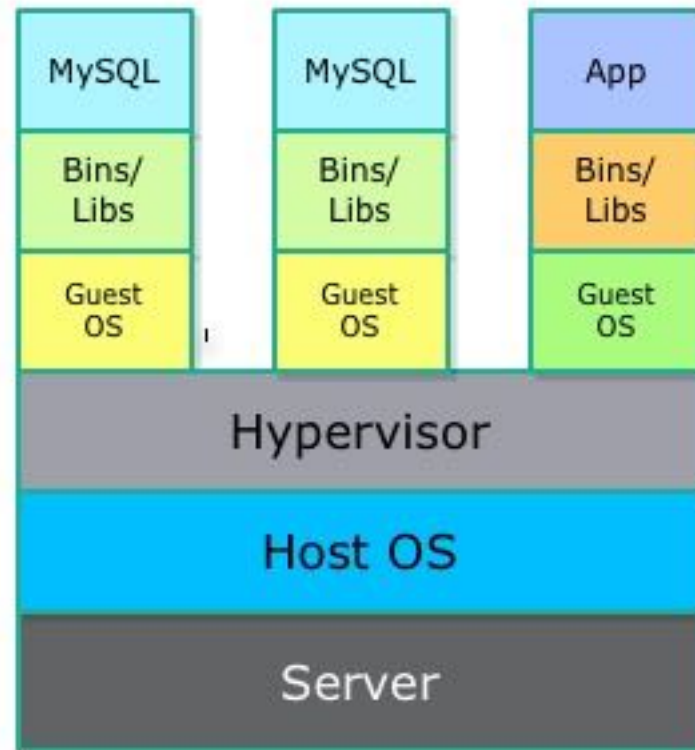 MySQL
MySQL
App
Bins/
Libs
Bins/
Libs
Bins/
Libs
Guest
OS
Guest
OS
Guest
OS
Hypervisor
Host OS
Server